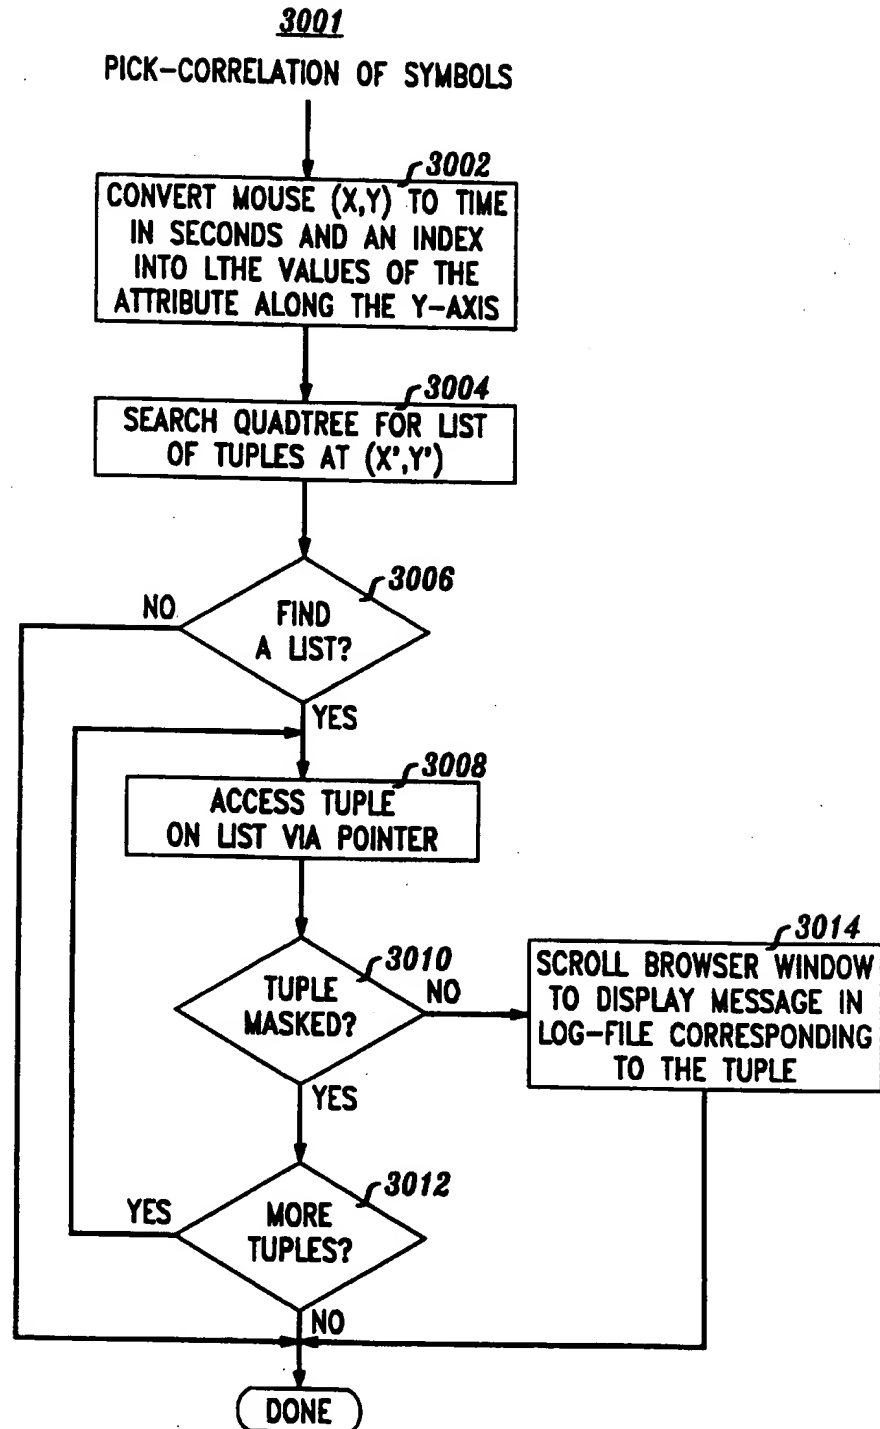 3001
PICK-CORRELATION OF SYMBOLS
3002
CONVERT MOUSE (X,Y) TO TIME
IN SECONDS AND AN INDEX
INTO LTHE VALUES OF THE
ATTRIBUTE ALONG THE Y-AXIS
3004
SEARCH QUADTREE FOR LIST
OF TUPLES AT (X',Y')
3006
NO
FIND
A LIST?
YES
3008
ACCESS TUPLE
ON LIST VIA POINTER
3010
TUPLE
MASKED?
NO
3014
SCROLL BROWSER WINDOW
TO DISPLAY MESSAGE IN
LOG-FILE CORRESPONDING
TO THE TUPLE
YES
3012
YES
MORE
TUPLES?
NO
DONE